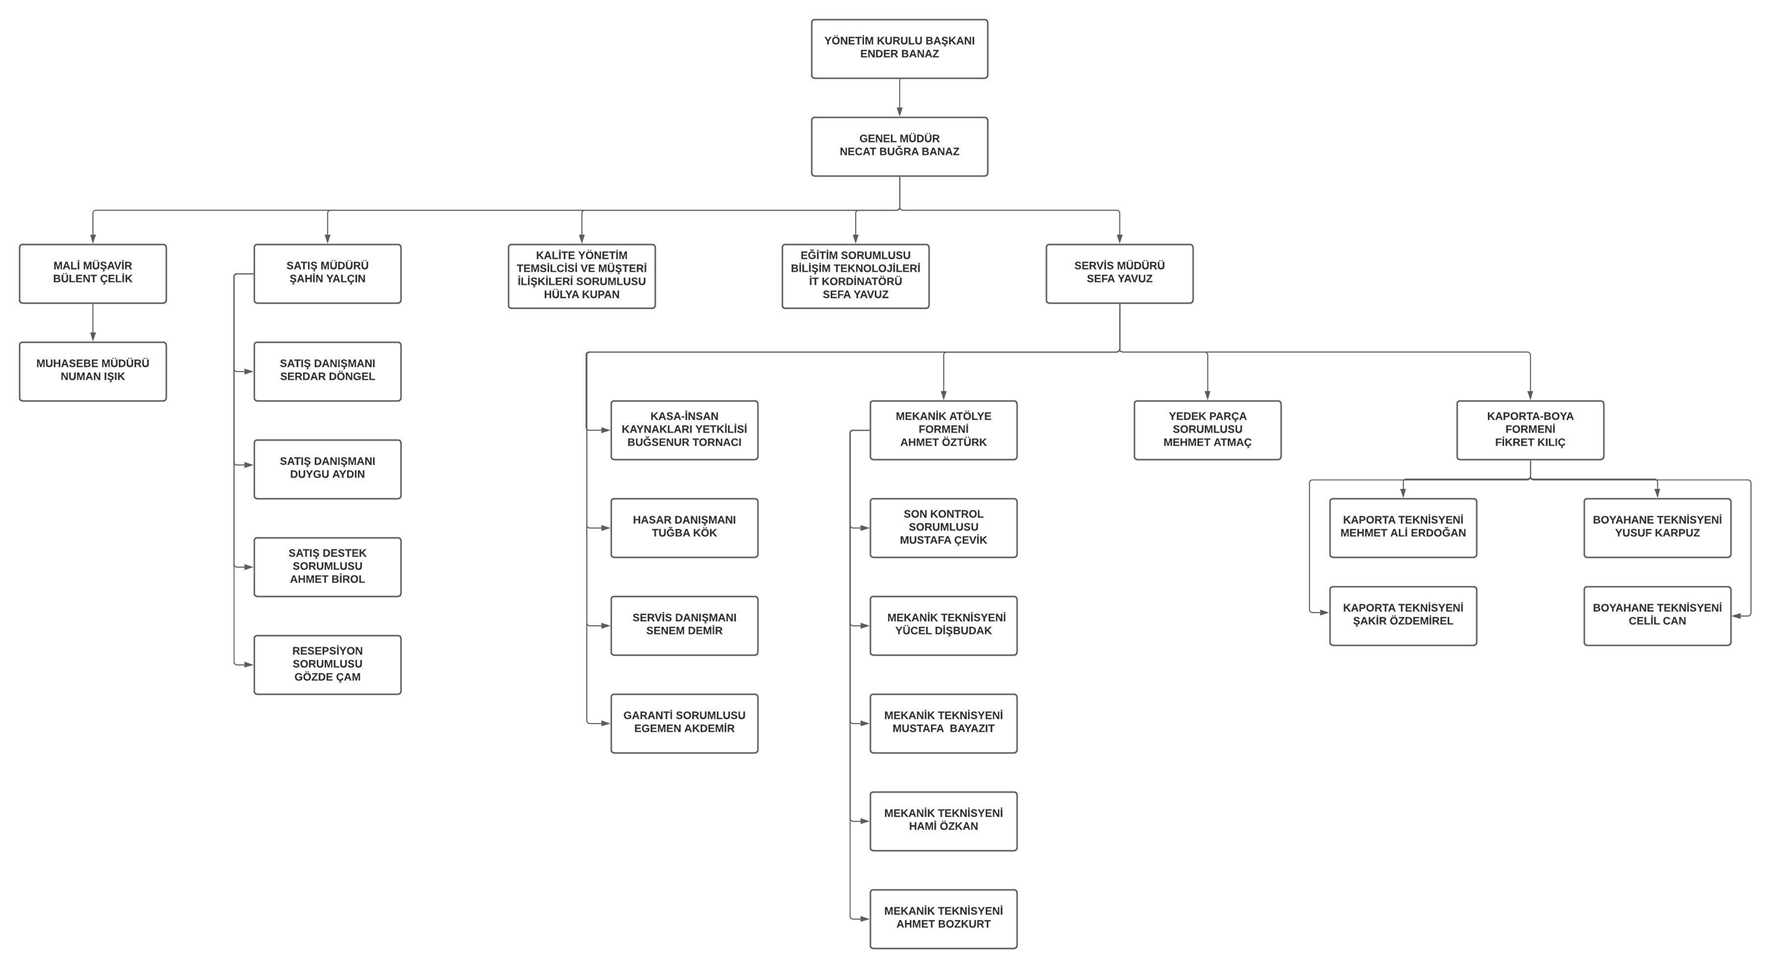 YÖNETİM KURULU BAŞKANI
ENDER BANAZ
GENEL MÜDÜR
NECAT BUĞRA BANAZ
MALİ MÜŞAVİR
BÜLENT ÇELİK
SATIŞ MÜDÜRÜ
ŞAHİN YALÇIN
KALİTE YÖNETİM
TEMSİLCİSİ VE MÜŞTERİ
İLİŞKİLERİ SORUMLUSU
HÜLYA KUPAN
EĞİTİM SORUMLUSU
BİLİŞİM TEKNOLOJİLERİ
İT KORDİNATÖRÜ
SEFA YAVUZ
SERVİS MÜDÜRÜ
SEFA YAVUZ
MUHASEBE MÜDÜRÜ
NUMAN IŞIK
SATIŞ DANIŞMANI
SERDAR DÖNGEL
SATIŞ DANIŞMANI
DUYGU AYDIN
SATIŞ DESTEK
SORUMLUSU
AHMET BİROL
RESEPSİYON
SORUMLUSU
GÖZDE ÇAM
KASA-İNSAN
KAYNAKLARI YETKİLİSİ
BUĞSENUR TORNACI
HASAR DANIŞMANI
TUĞBA KÖK
SERVİS DANIŞMANI
SENEM DEMİR
GARANTİ SORUMLUSU
EGEMEN AKDEMİR
MEKANİK ATÖLYE
FORMENİ
AHMET ÖZTÜRK
SON KONTROL
SORUMLUSU
MUSTAFA ÇEVİK
MEKANİK TEKNİSYENİ
YÜCEL DİŞBUDAK
MEKANİK TEKNİSYENİ
MUSTAFA  BAYAZIT
MEKANİK TEKNİSYENİ
HAMİ ÖZKAN
MEKANİK TEKNİSYENİ
AHMET BOZKURT
YEDEK PARÇA
SORUMLUSU
MEHMET ATMAÇ
KAPORTA-BOYA
FORMENİ
FİKRET KILIÇ
KAPORTA TEKNİSYENİ
MEHMET ALİ ERDOĞAN
KAPORTA TEKNİSYENİ
ŞAKİR ÖZDEMİREL
BOYAHANE TEKNİSYENİ
YUSUF KARPUZ
BOYAHANE TEKNİSYENİ
CELİL CAN